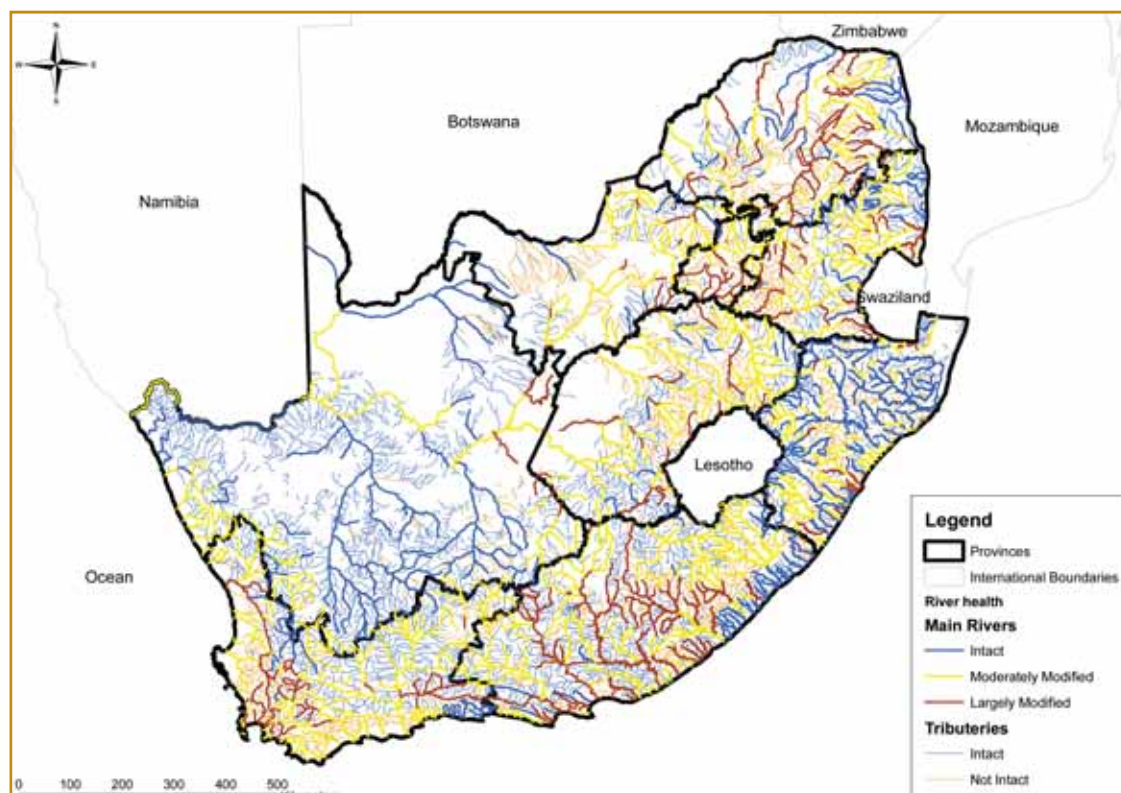 N
W
E
S
Zimbabwe
Botswana
Mozambique
Namibia
Swaziland
Lesotho
Ocean
Legend
Provinces
International Boundaries
River health
Main Rivers
Intact
Moderately Modified
Largely Modified
Tributeries
Intact
Not Intact
0 100 200 300 400 500